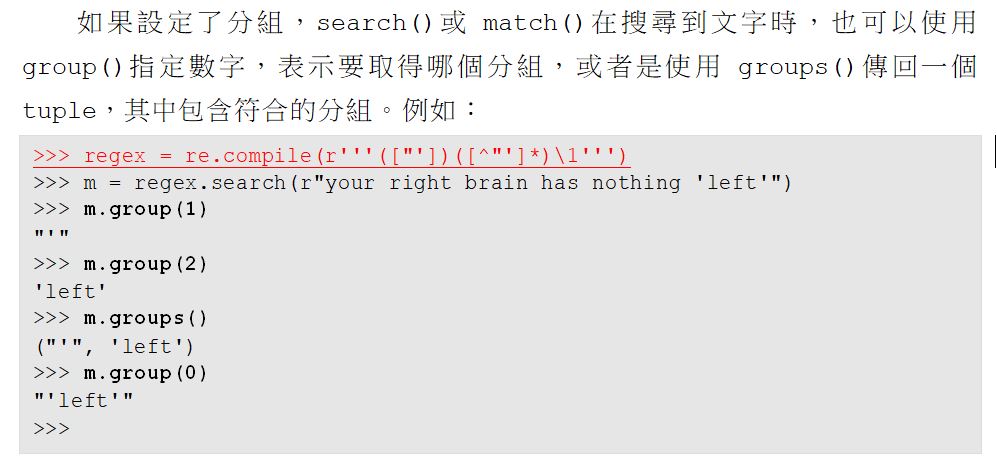 如果設定了分組，search()或 match()在搜尋到文字時，也可以使用
group()指定數字，表示要取得哪個分組，或者是使用 groups()傳回一個
tuple，其中包含符合的分組。例如：
>>> regex = re.compile(r'''(["'])([^"']*)\1''')
>>> m = regex.search(r"your right brain has nothing 'left'")
>>> m.group(1)
"'"
>>> m.group(2)
'left'
>>> m.groups()
("'", 'left')
>>> m.group(0)
"'left'"
>>>